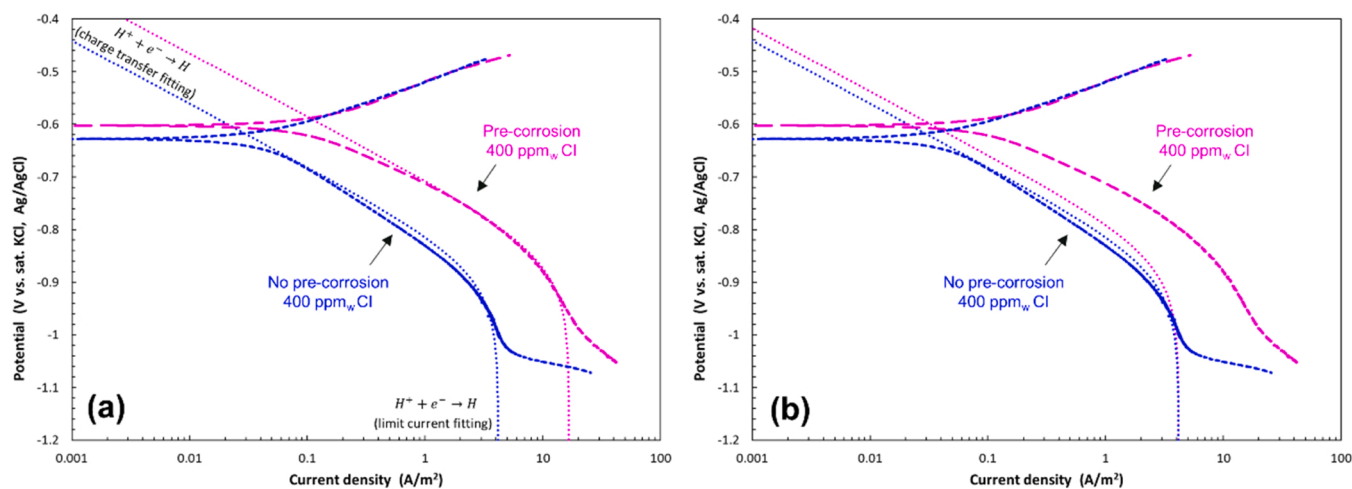 -0.4
-0.5
-0.6
-0.7
-0.8
-0.9
-1
-1.1
-1.2
Potential (V vs. sat. KCl, Ag/AgCl)
H⁺ + e⁻ → H
(charge transfer fitting)
Pre-corrosion
400 ppmw Cl
No pre-corrosion
400 ppmw Cl
H⁺ + e⁻ → H
(limit current fitting)
(a)
0.001 0.01 0.1 1 10 100
Current density (A/m²)
-0.4
-0.5
-0.6
-0.7
-0.8
-0.9
-1
-1.1
-1.2
Potential (V vs. sat. KCl, Ag/AgCl)
Pre-corrosion
400 ppmw Cl
No pre-corrosion
400 ppmw Cl
(b)
0.001 0.01 0.1 1 10 100
Current density (A/m²)